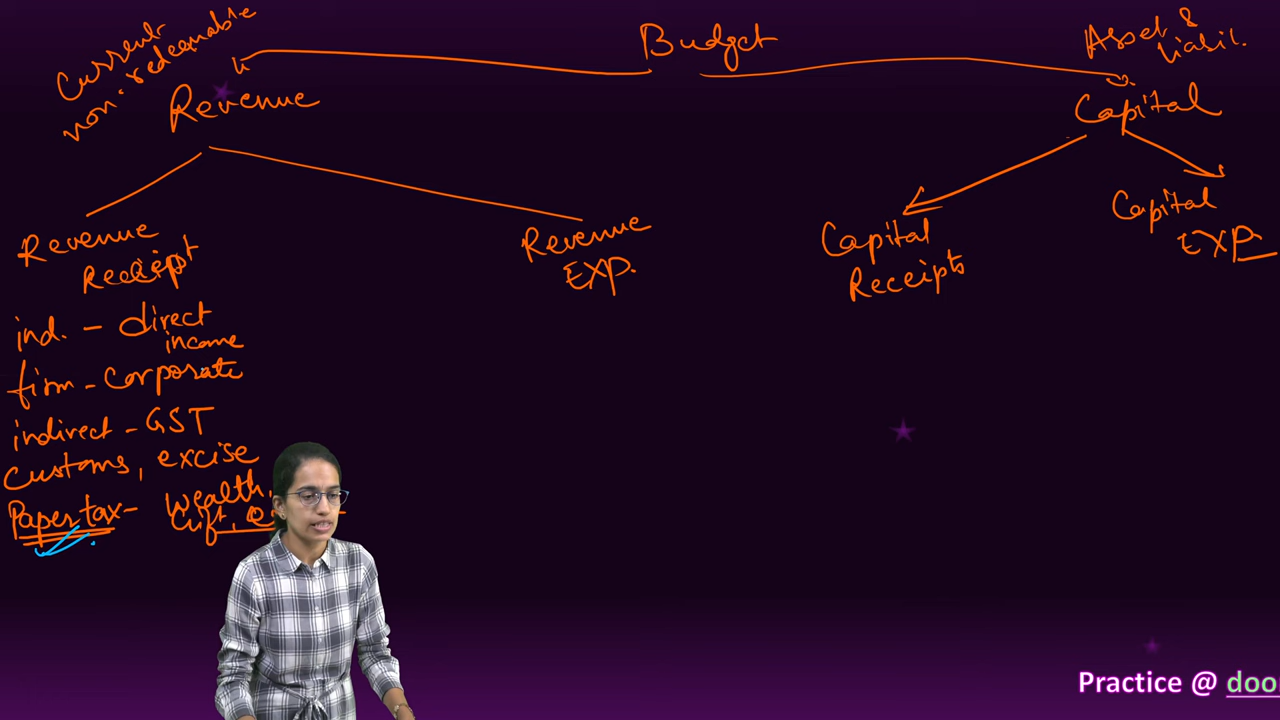 Budget
Current
non-redeemable
Revenue
Asset &
liabil.
Capital
Revenue
Receipt
Revenue
EXP.
Capital
Receipts
Capital
EXP.
ind. - direct
income
firm - corporate
indirect - GST
Customs, excise
Paper tax - Wealth,
Gift,
Practice @ doo